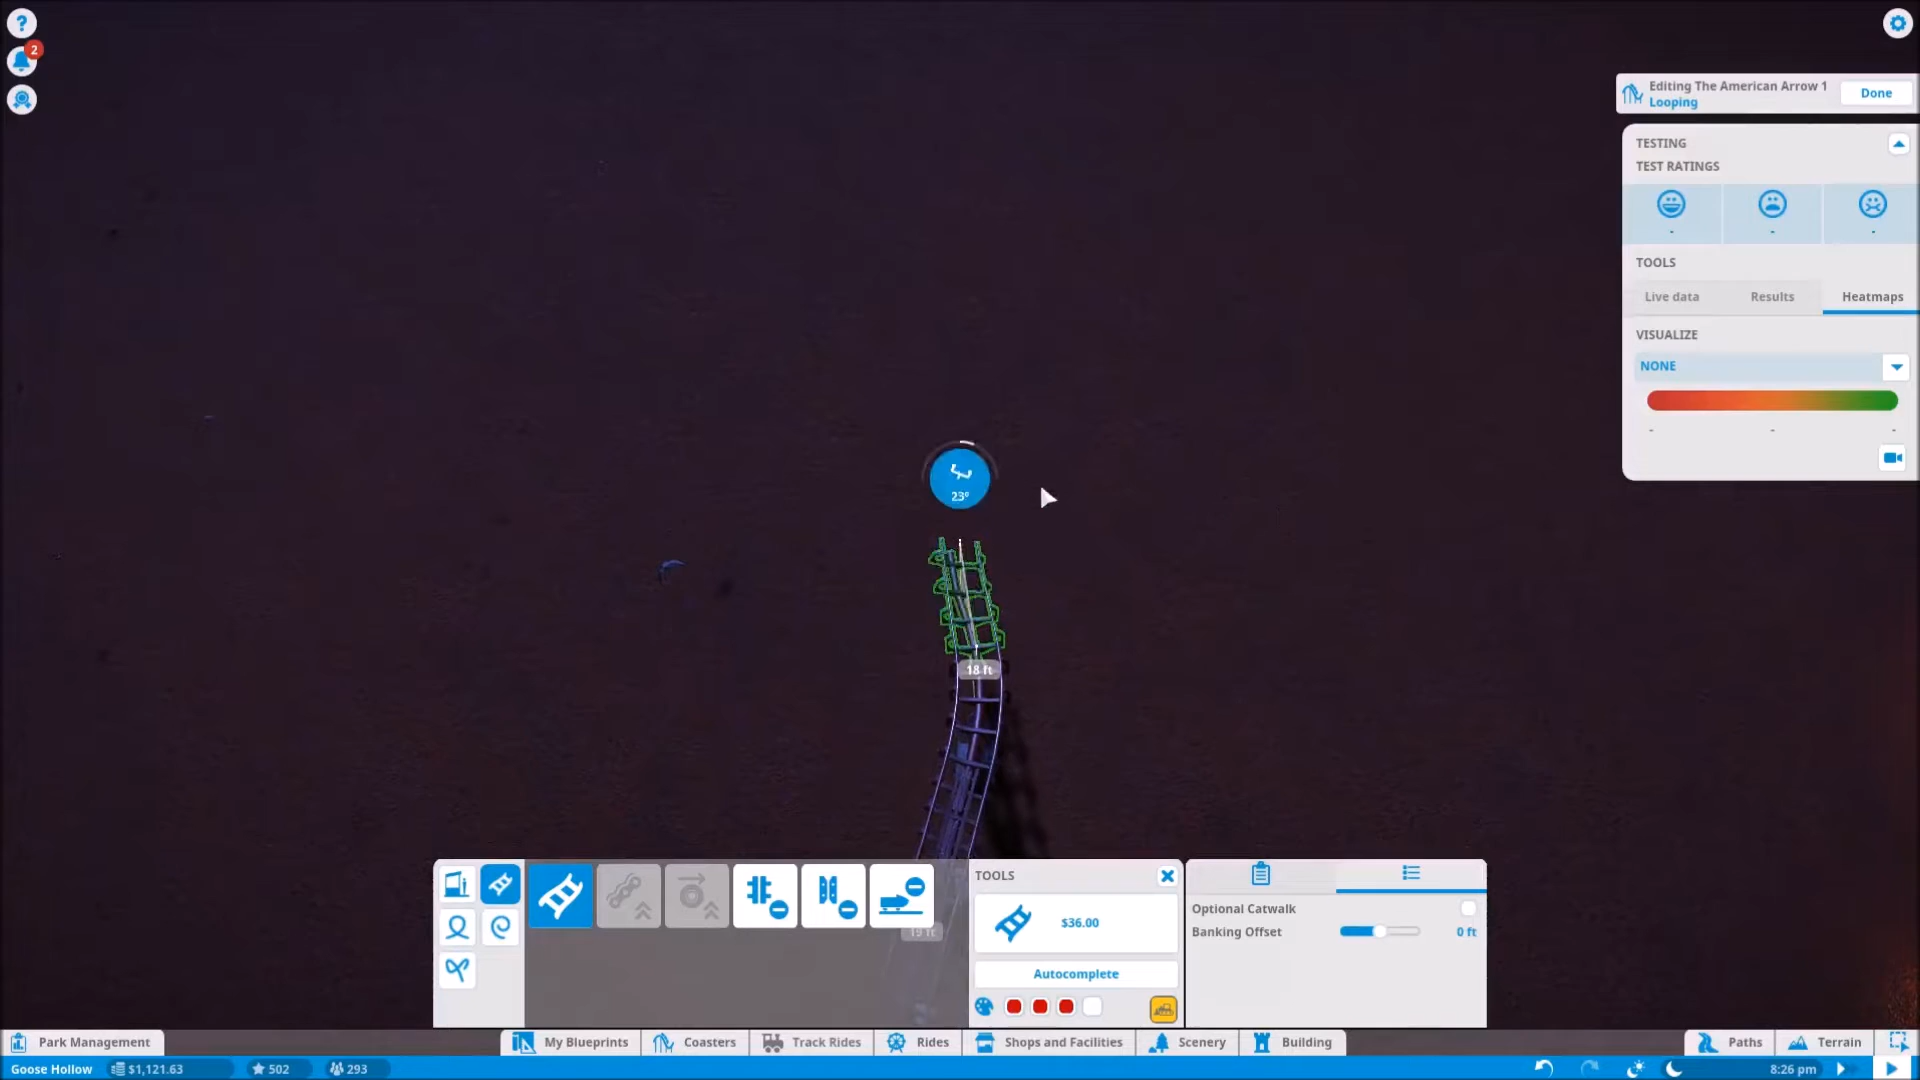 ?
2
Editing The American Arrow 1
Looping
Done
TESTING
TEST RATINGS
- - -
TOOLS
Live data Results Heatmaps
VISUALIZE
NONE
- - -
23°
18 ft
19 ft
TOOLS
$36.00
Autocomplete
Optional Catwalk
Banking Offset 0 ft
Park Management
My Blueprints Coasters Track Rides Rides Shops and Facilities Scenery Building
Paths Terrain
Goose Hollow $1,121.63 502 293 8:26 pm